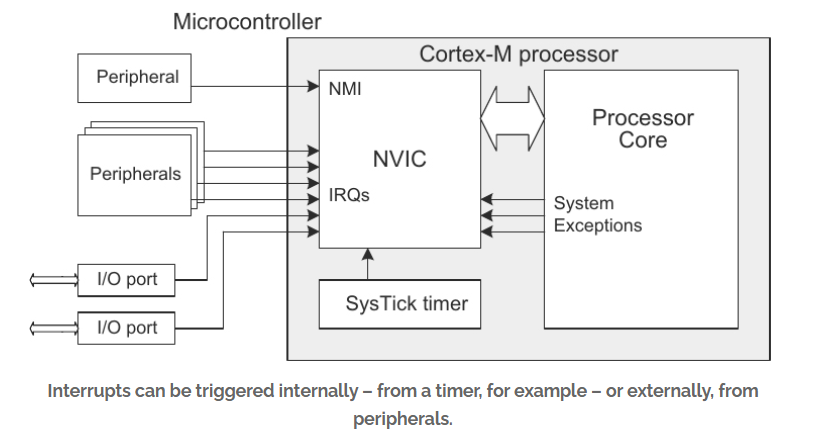 Microcontroller
Cortex-M processor
Peripheral
NMI
Processor
Core
NVIC
Peripherals
IRQs
System
Exceptions
I/O port
SysTick timer
I/O port
Interrupts can be triggered internally – from a timer, for example – or externally, from
peripherals.